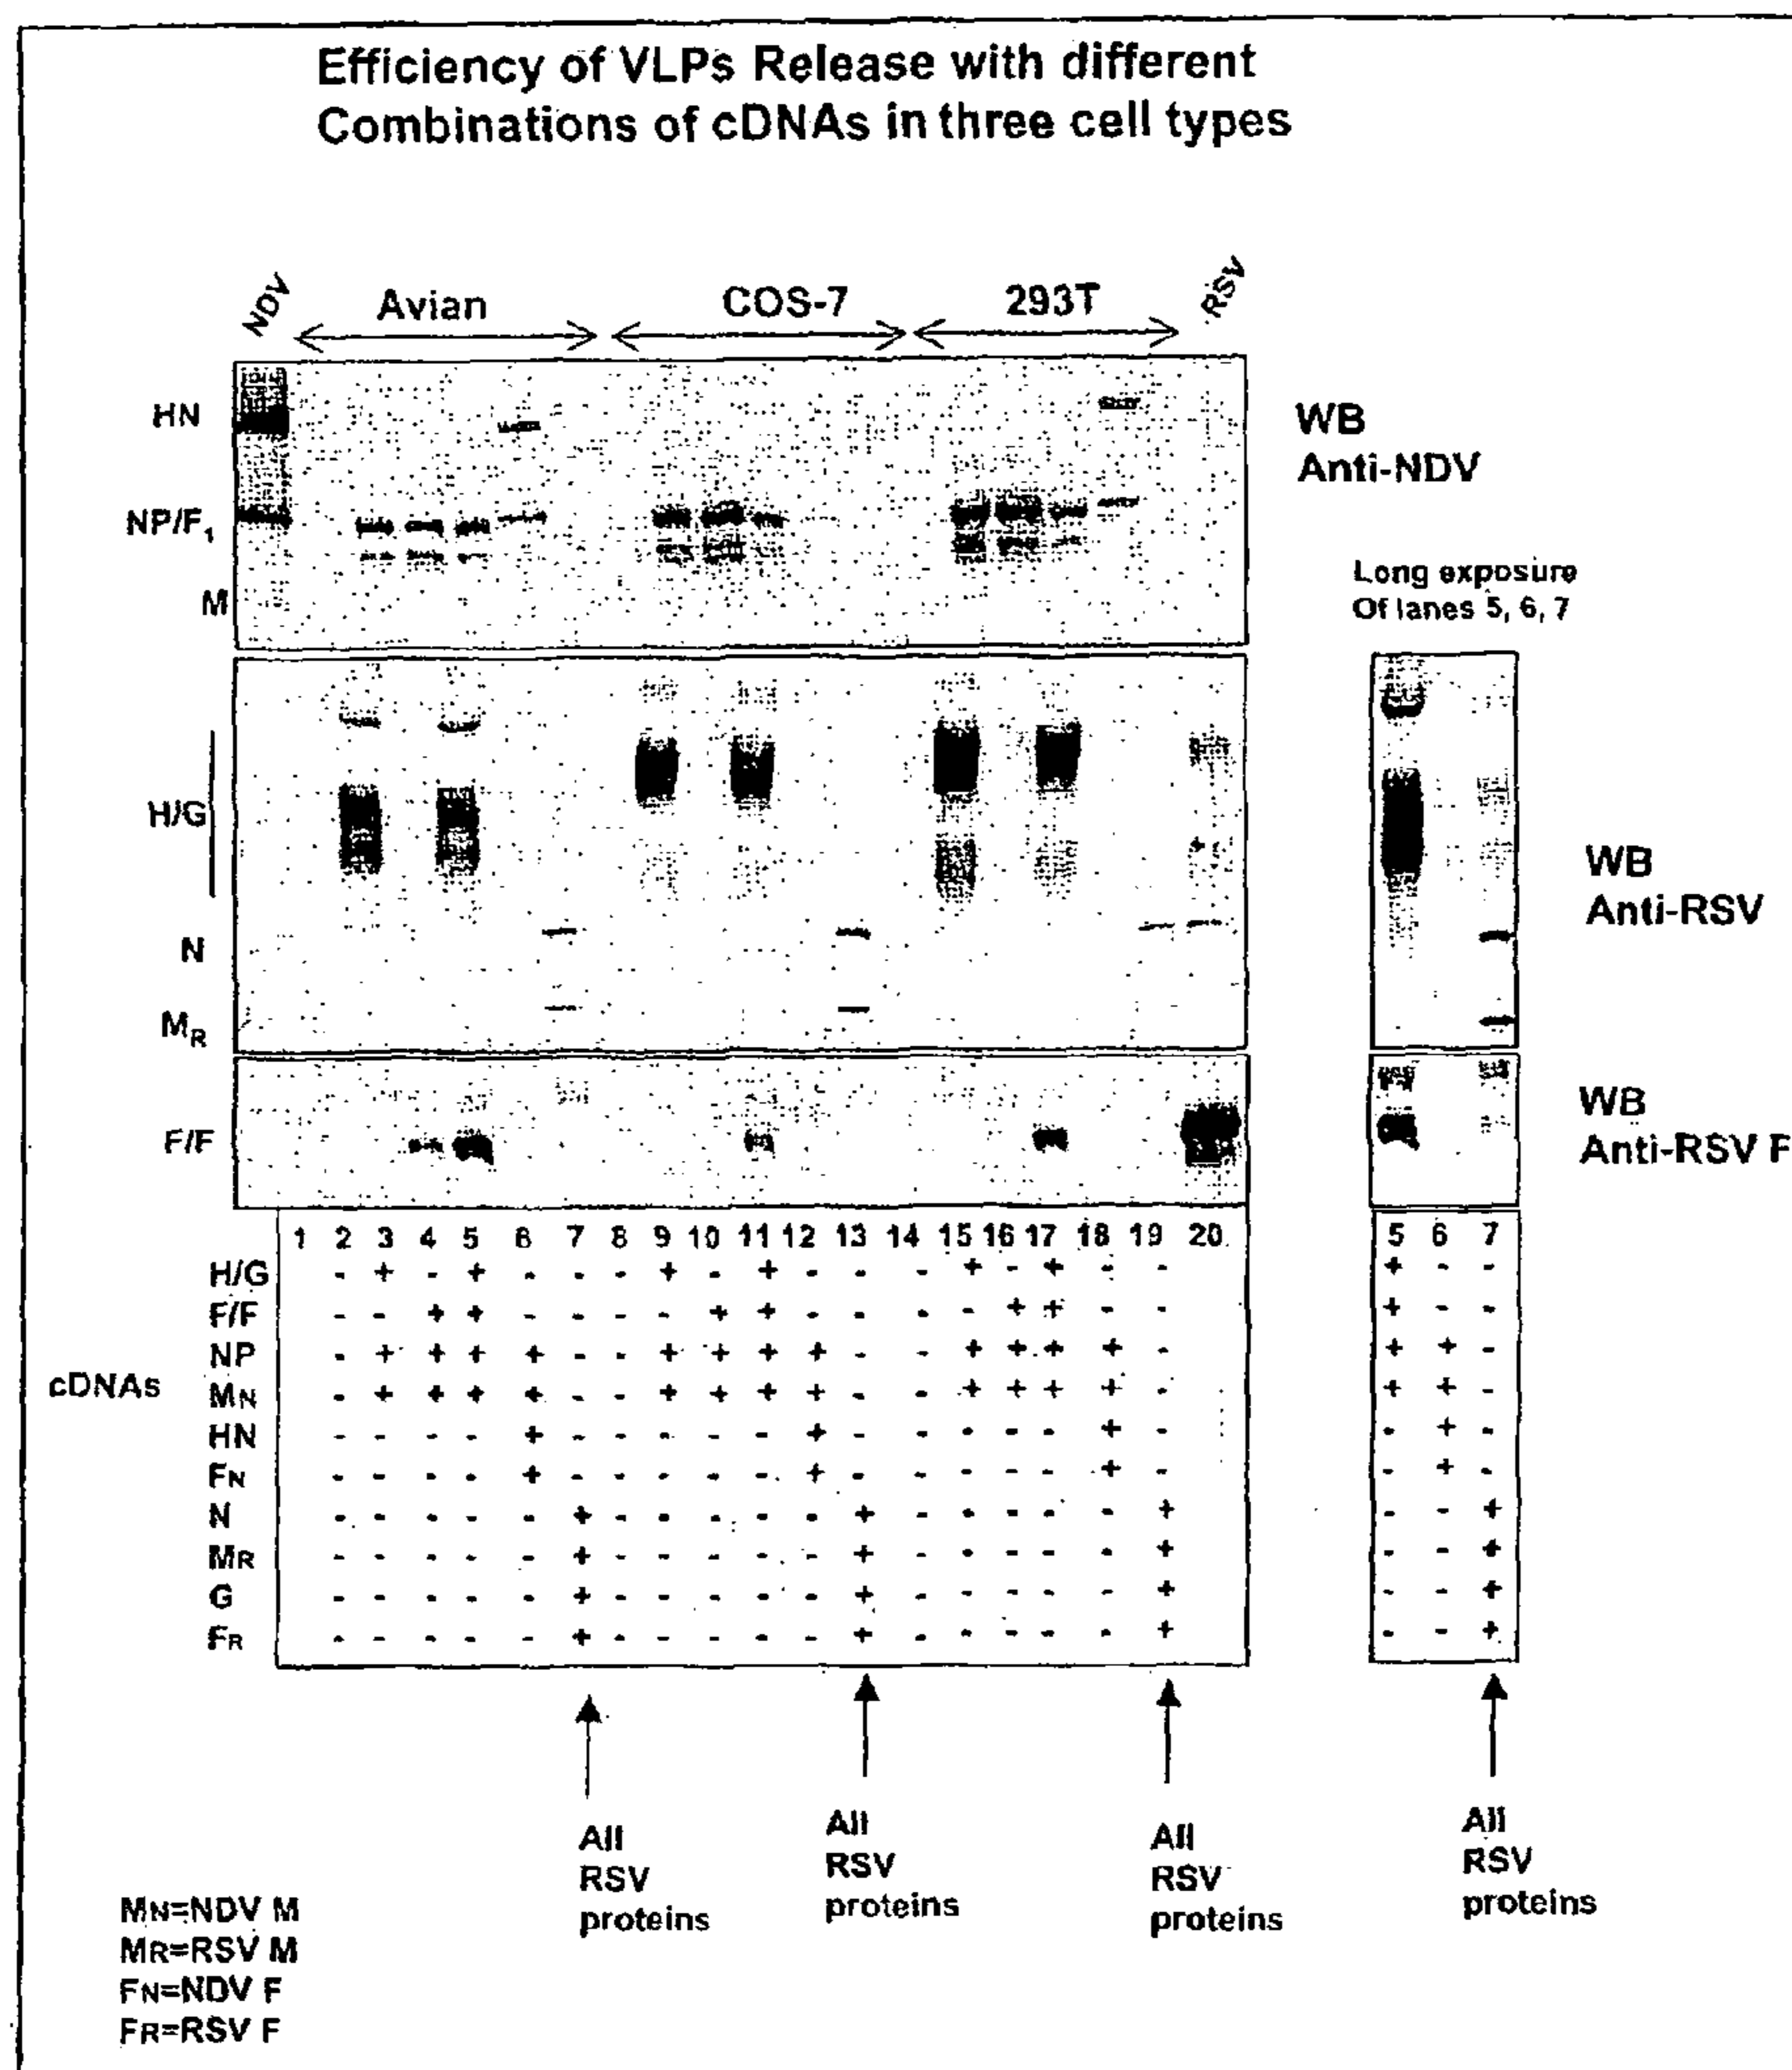 Efficiency of VLPs Release with different
Combinations of cDNAs in three cell types
NDV Avian COS-7 293T RSV
HN
NP/F1
M
WB
Anti-NDV
Long exposure
Of lanes 5, 6, 7
H/G
N
MR
WB
Anti-RSV
F/F
WB
Anti-RSV F
1 2 3 4 5 6 7 8 9 10 11 12 13 14 15 16 17 18 19 20 5 6 7
cDNAs
H/G - + - + - - - + - + - - - + - + - - + - -
F/F - - + + - - - - + + - - - - + + - - + - -
NP - + + + + - - + + + + - - + + + + - + + -
MN - + + + + - - + + + + - - + + + + - + + -
HN - - - - + - - - - - + - - - - - + - - + -
FN - - - - + - - - - - + - - - - - + - - + -
N - - - - - + - - - - - + - - - - - + - - +
MR - - - - - + - - - - - + - - - - - + - - +
G - - - - - + - - - - - + - - - - - + - - +
FR - - - - - + - - - - - + - - - - - + - - +
All
RSV
proteins
All
RSV
proteins
All
RSV
proteins
All
RSV
proteins
MN=NDV M
MR=RSV M
FN=NDV F
FR=RSV F